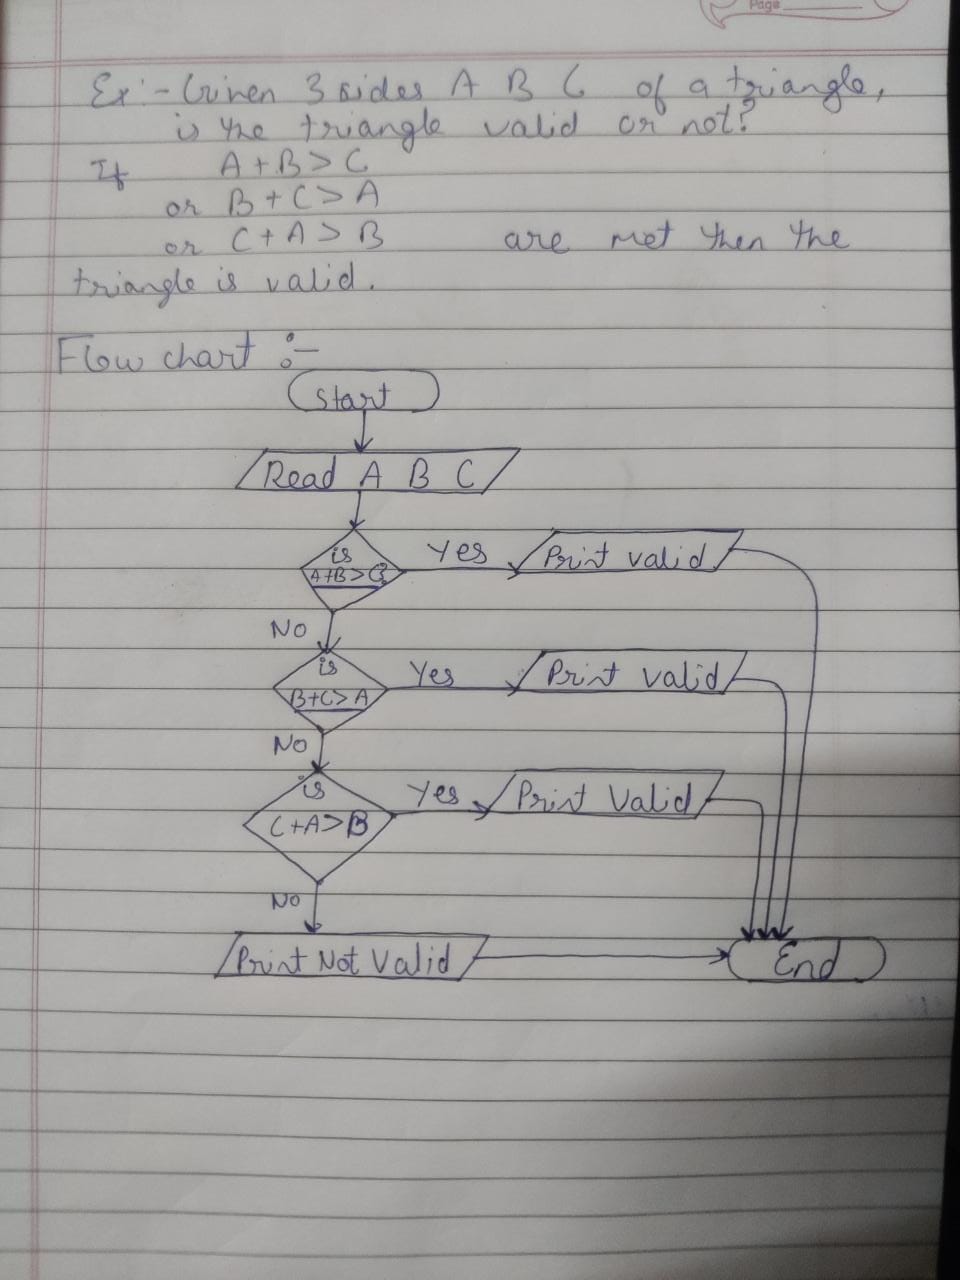 Page
Ex:- Given 3 sides A B C of a triangle,
is the triangle valid or not?
If A+B>C
or B+C>A
or C+A>B are met then the
triangle is valid.
Flow chart :-
Start
Read A B C
is
A+B>C?
Yes
Print valid
No
is
B+C>A
Yes
Print valid
No
is
C+A>B
Yes
Print Valid
No
Print Not Valid
End